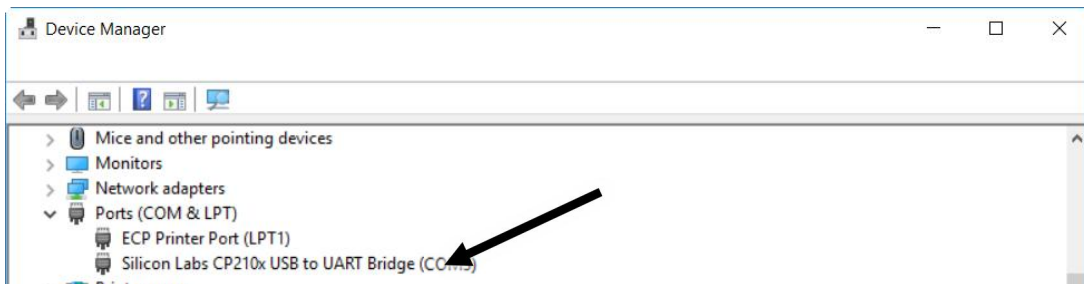 Device Manager
Mice and other pointing devices
Monitors
Network adapters
Ports (COM & LPT)
ECP Printer Port (LPT1)
Silicon Labs CP210x USB to UART Bridge